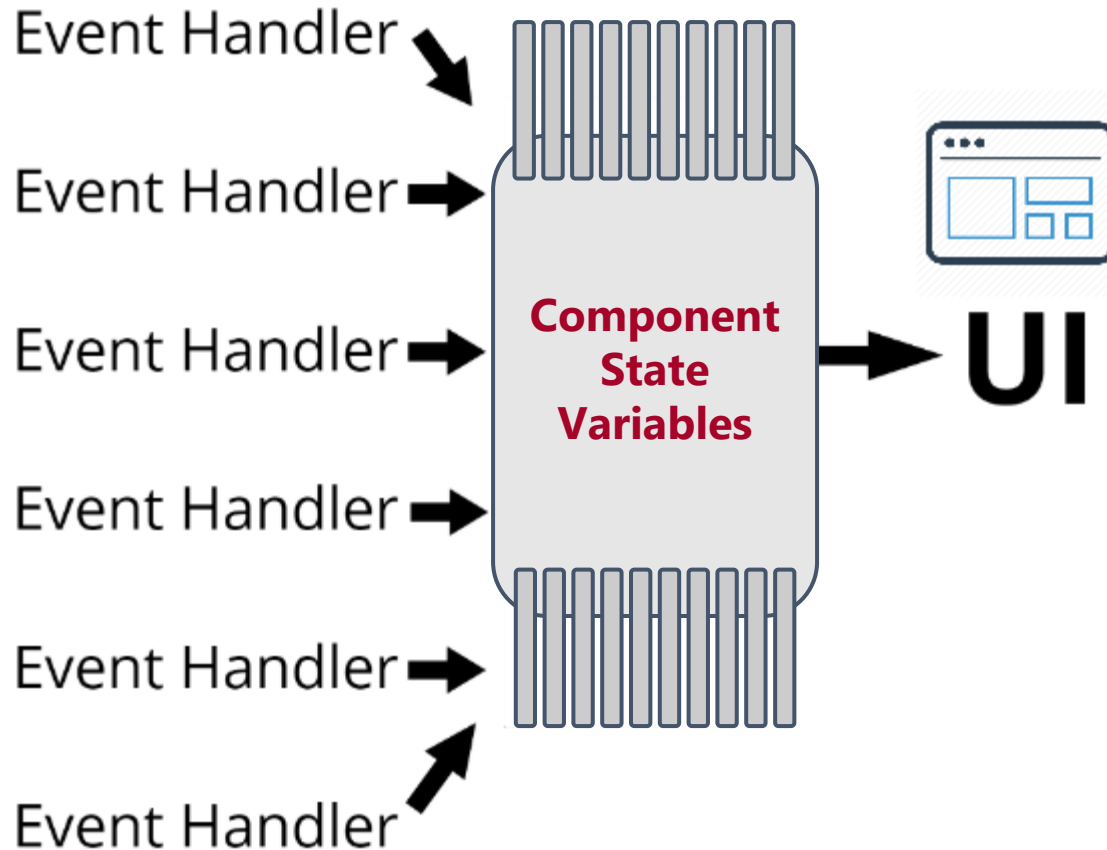 Event Handler
Event Handler
Event Handler
Event Handler
Event Handler
Event Handler
Component
State
Variables
UI